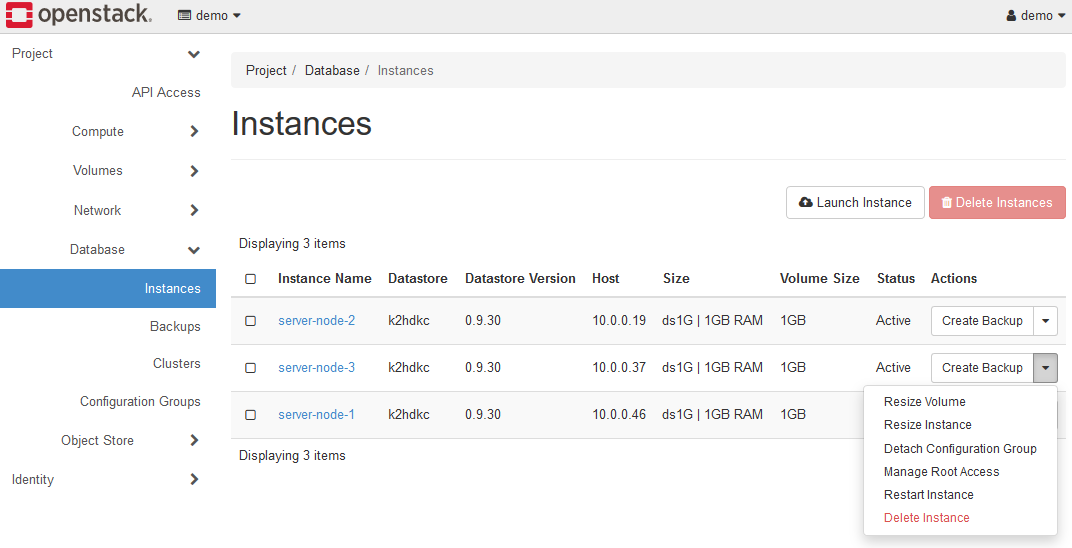 openstack. demo demo
Project
Project / Database / Instances
API Access
Instances
Compute
Volumes
Network
Launch Instance Delete Instances
Database
Displaying 3 items
Instance Name Datastore Datastore Version Host Size Volume Size Status Actions
Instances
server-node-2 k2hdkc 0.9.30 10.0.0.19 ds1G | 1GB RAM 1GB Active Create Backup
Backups
Clusters
server-node-3 k2hdkc 0.9.30 10.0.0.37 ds1G | 1GB RAM 1GB Active Create Backup
Configuration Groups
server-node-1 k2hdkc 0.9.30 10.0.0.46 ds1G | 1GB RAM 1GB
Object Store
Displaying 3 items
Identity
Resize Volume
Resize Instance
Detach Configuration Group
Manage Root Access
Restart Instance
Delete Instance